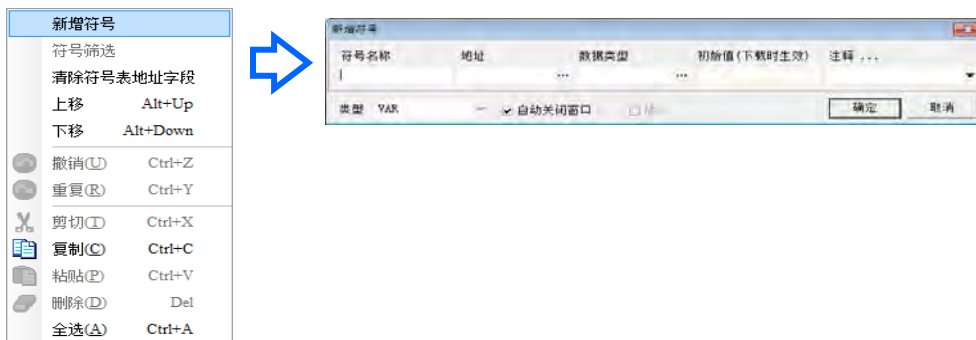 新增符号
符号筛选
清除符号表地址字段
上移 Alt+Up
下移 Alt+Down
撤销(U) Ctrl+Z
重复(R) Ctrl+Y
剪切(T) Ctrl+X
复制(C) Ctrl+C
粘贴(P) Ctrl+V
删除(D) Del
全选(A) Ctrl+A
新增符号
符号名称 地址 数据类型 初始值(下载时生效) 注释 ...
... ...
类型 VAR 自动关闭窗口 确定 取消